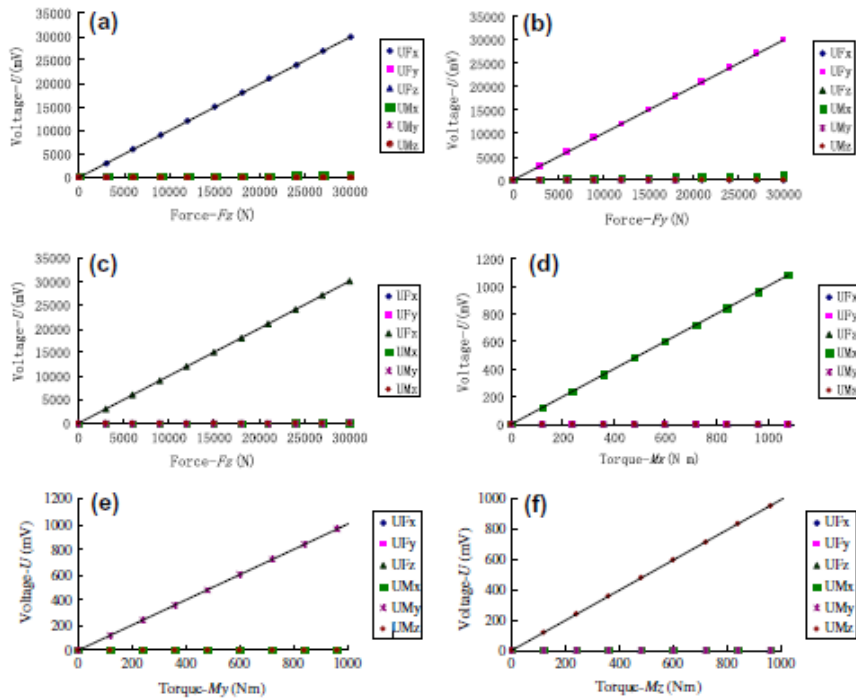 (a)
35000
30000
25000
20000
15000
10000
5000
0
Voltage-U(mV)
0 5000 10000 15000 20000 25000 30000
Force-Fz(N)
UFx
UFy
UFz
UMx
UMy
UMz
(b)
35000
30000
25000
20000
15000
10000
5000
0
Voltage-U(mV)
0 5000 10000 15000 20000 25000 30000
Force-Fy(N)
UFx
UFy
UFz
UMx
UMy
UMz
(c)
35000
30000
25000
20000
15000
10000
5000
0
Voltage-U(mV)
0 5000 10000 15000 20000 25000 30000
Force-Fz(N)
UFx
UFy
UFz
UMx
UMy
UMz
(d)
1200
1000
800
600
400
200
0
Voltage-U(mV)
0 200 400 600 800 1000
Torque-Mx(N m)
UFx
UFy
UFz
UMx
UMy
(e)
1200
1000
800
600
400
200
0
Voltage-U (mV)
0 200 400 600 800 1000
Torque-My (Nm)
UFx
UFy
UFz
UMx
UMy
UMz
(f)
1000
800
600
400
200
0
Voltage-U (mV)
0 200 400 600 800 1000
Torque-Mz (Nm)
UFx
UFy
UFz
UMx
UMy
UMz